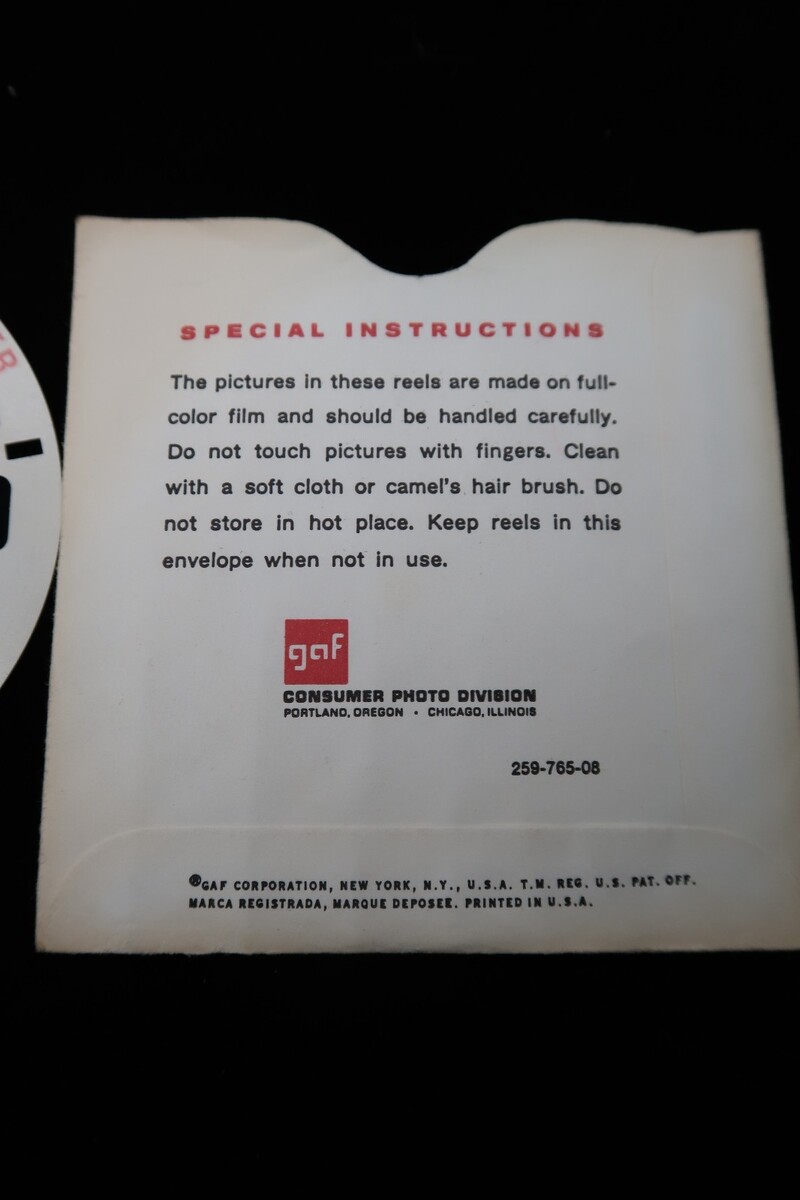 SPECIAL INSTRUCTIONS
The pictures in these reels are made on full-
color film and should be handled carefully.
Do not touch pictures with fingers. Clean
with a soft cloth or camel's hair brush. Do
not store in hot place. Keep reels in this
envelope when not in use.
gaf
CONSUMER PHOTO DIVISION
PORTLAND, OREGON • CHICAGO, ILLINOIS
259-765-08
®GAF CORPORATION, NEW YORK, N.Y., U.S.A. T.M. REG. U.S. PAT. OFF.
MARCA REGISTRADA, MARQUE DEPOSEE. PRINTED IN U.S.A.